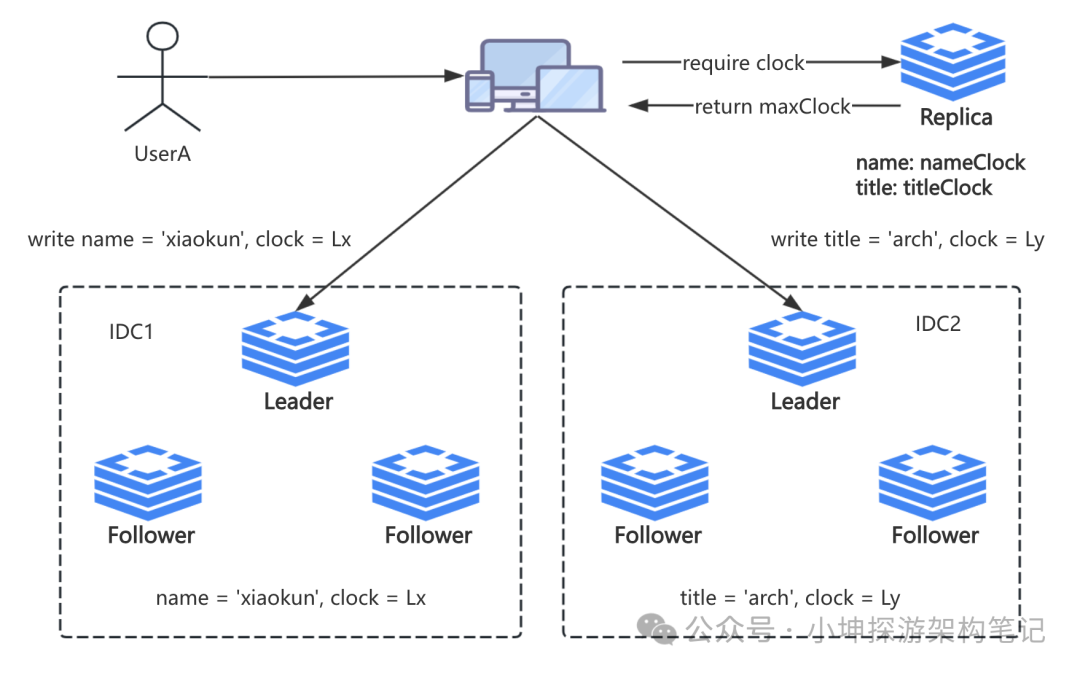 require clock
return maxClock
Replica
UserA
name: nameClock
title: titleClock
write name = 'xiaokun', clock = Lx
write title = 'arch', clock = Ly
IDC1
IDC2
Leader
Leader
Follower
Follower
Follower
Follower
name = 'xiaokun', clock = Lx
title = 'arch', clock = Ly
公众号 · 小坤探游架构笔记